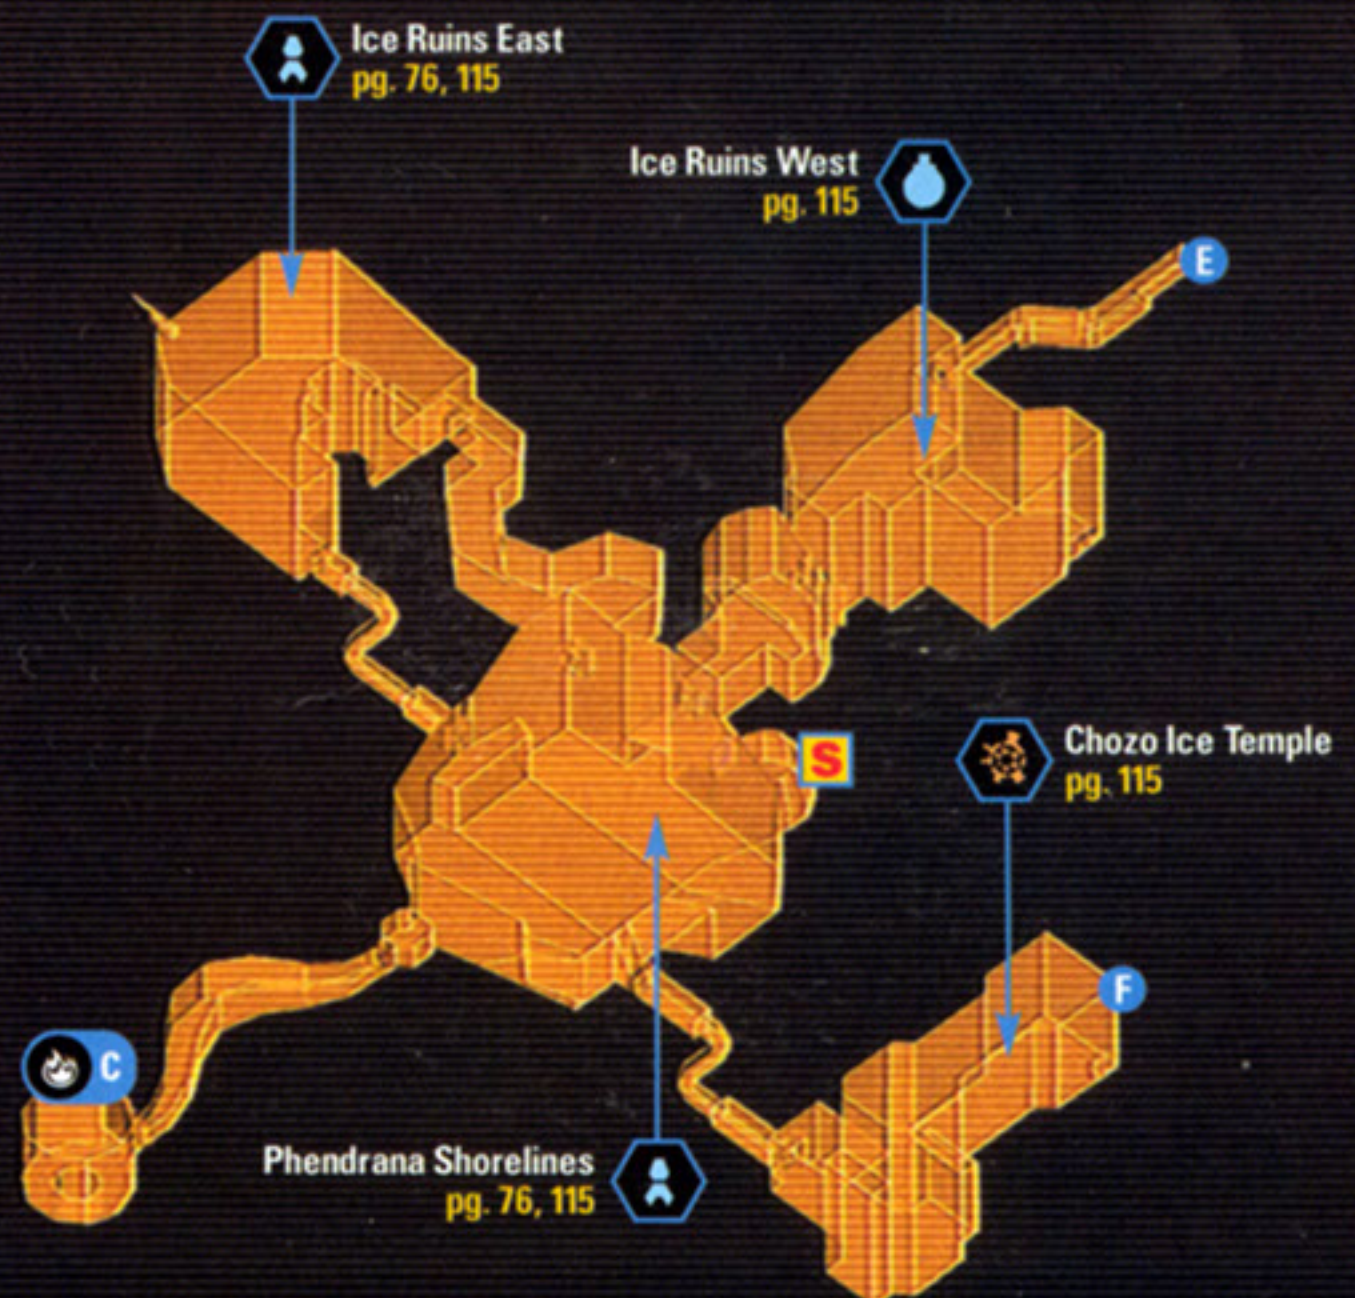 Ice Ruins East
pg. 76, 115
Ice Ruins West
pg. 115
E
S
Chozo Ice Temple
pg. 115
F
C
Phendrana Shorelines
pg. 76, 115